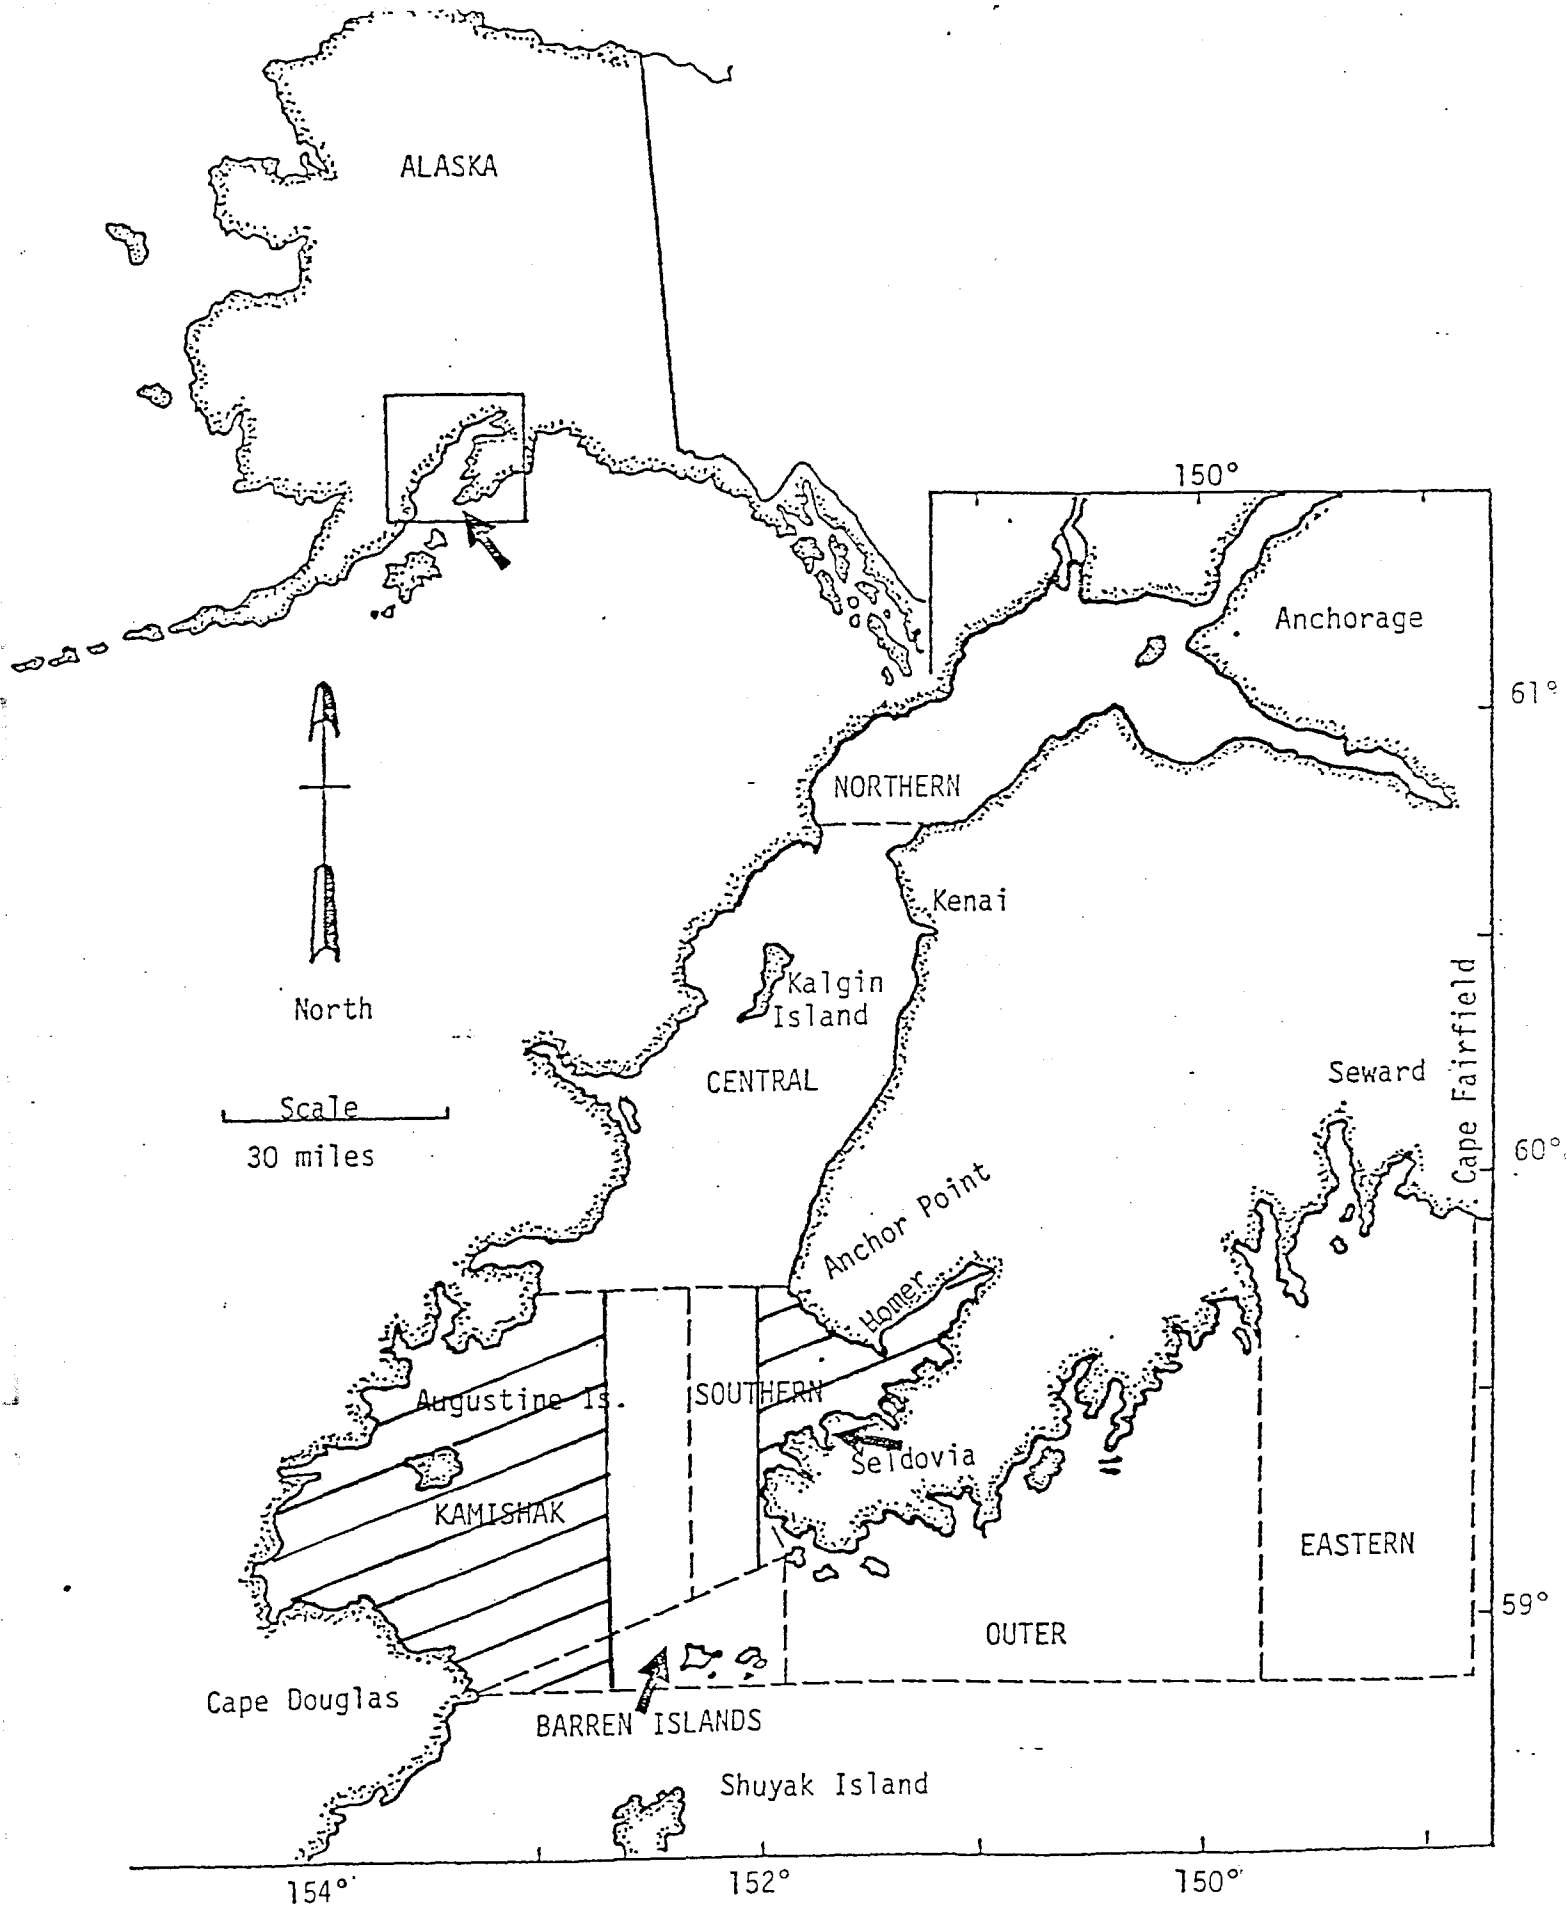 ALASKA
150°
Anchorage
61°
NORTHERN
Kenai
Kalgin
Island
North
CENTRAL
Seward
Cape Fairfield
Scale
30 miles
60°
Anchor Point
Homer
Augustine Is.
SOUTHERN
Seldovia
KAMISHAK
EASTERN
59°
OUTER
Cape Douglas
BARREN ISLANDS
Shuyak Island
154°
152°
150°